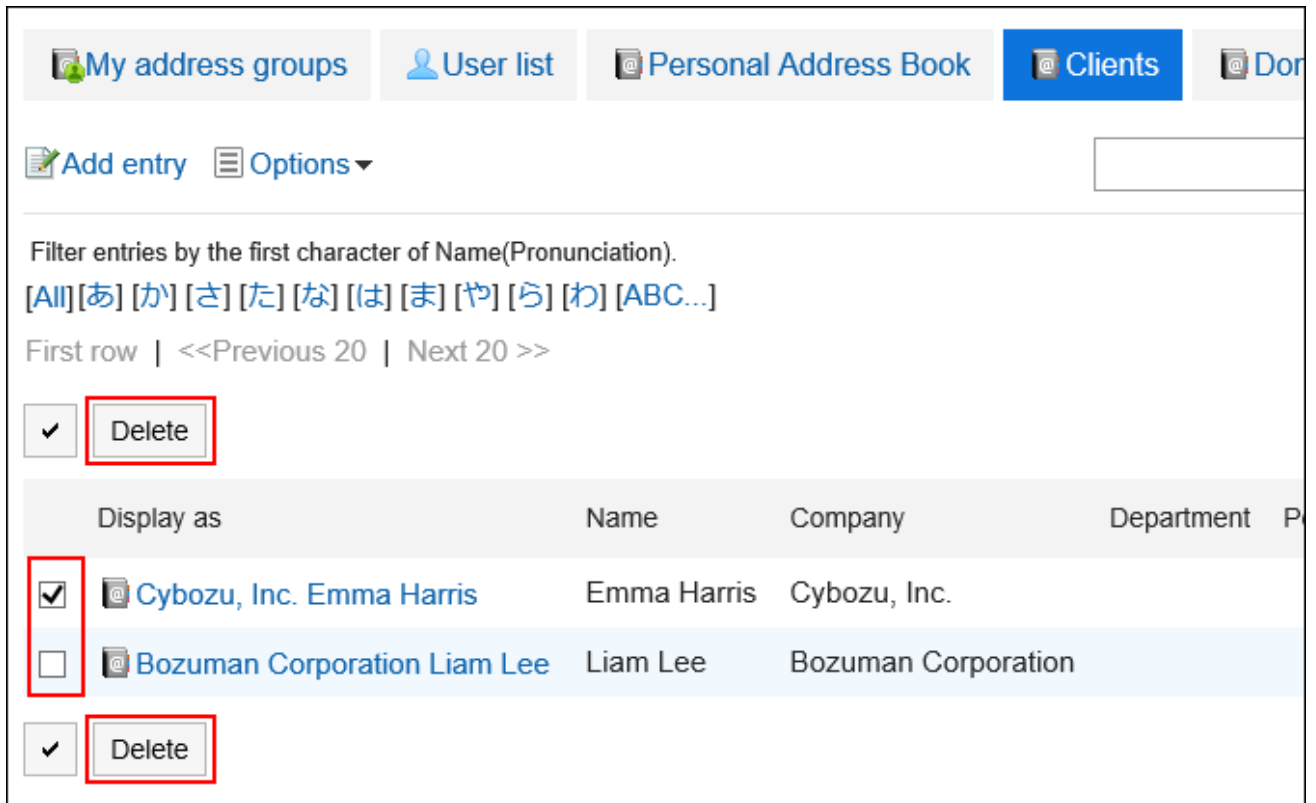 My address groups User list Personal Address Book Clients
Add entry Options
Filter entries by the first character of Name(Pronunciation).
[All] [あ] [か] [さ] [た] [な] [は] [ま] [や] [ら] [わ] [ABC...]
First row | <<Previous 20 | Next 20 >>
Delete
Display as Name Company Department
Cybozu, Inc. Emma Harris Emma Harris Cybozu, Inc.
Bozuman Corporation Liam Lee Liam Lee Bozuman Corporation
Delete